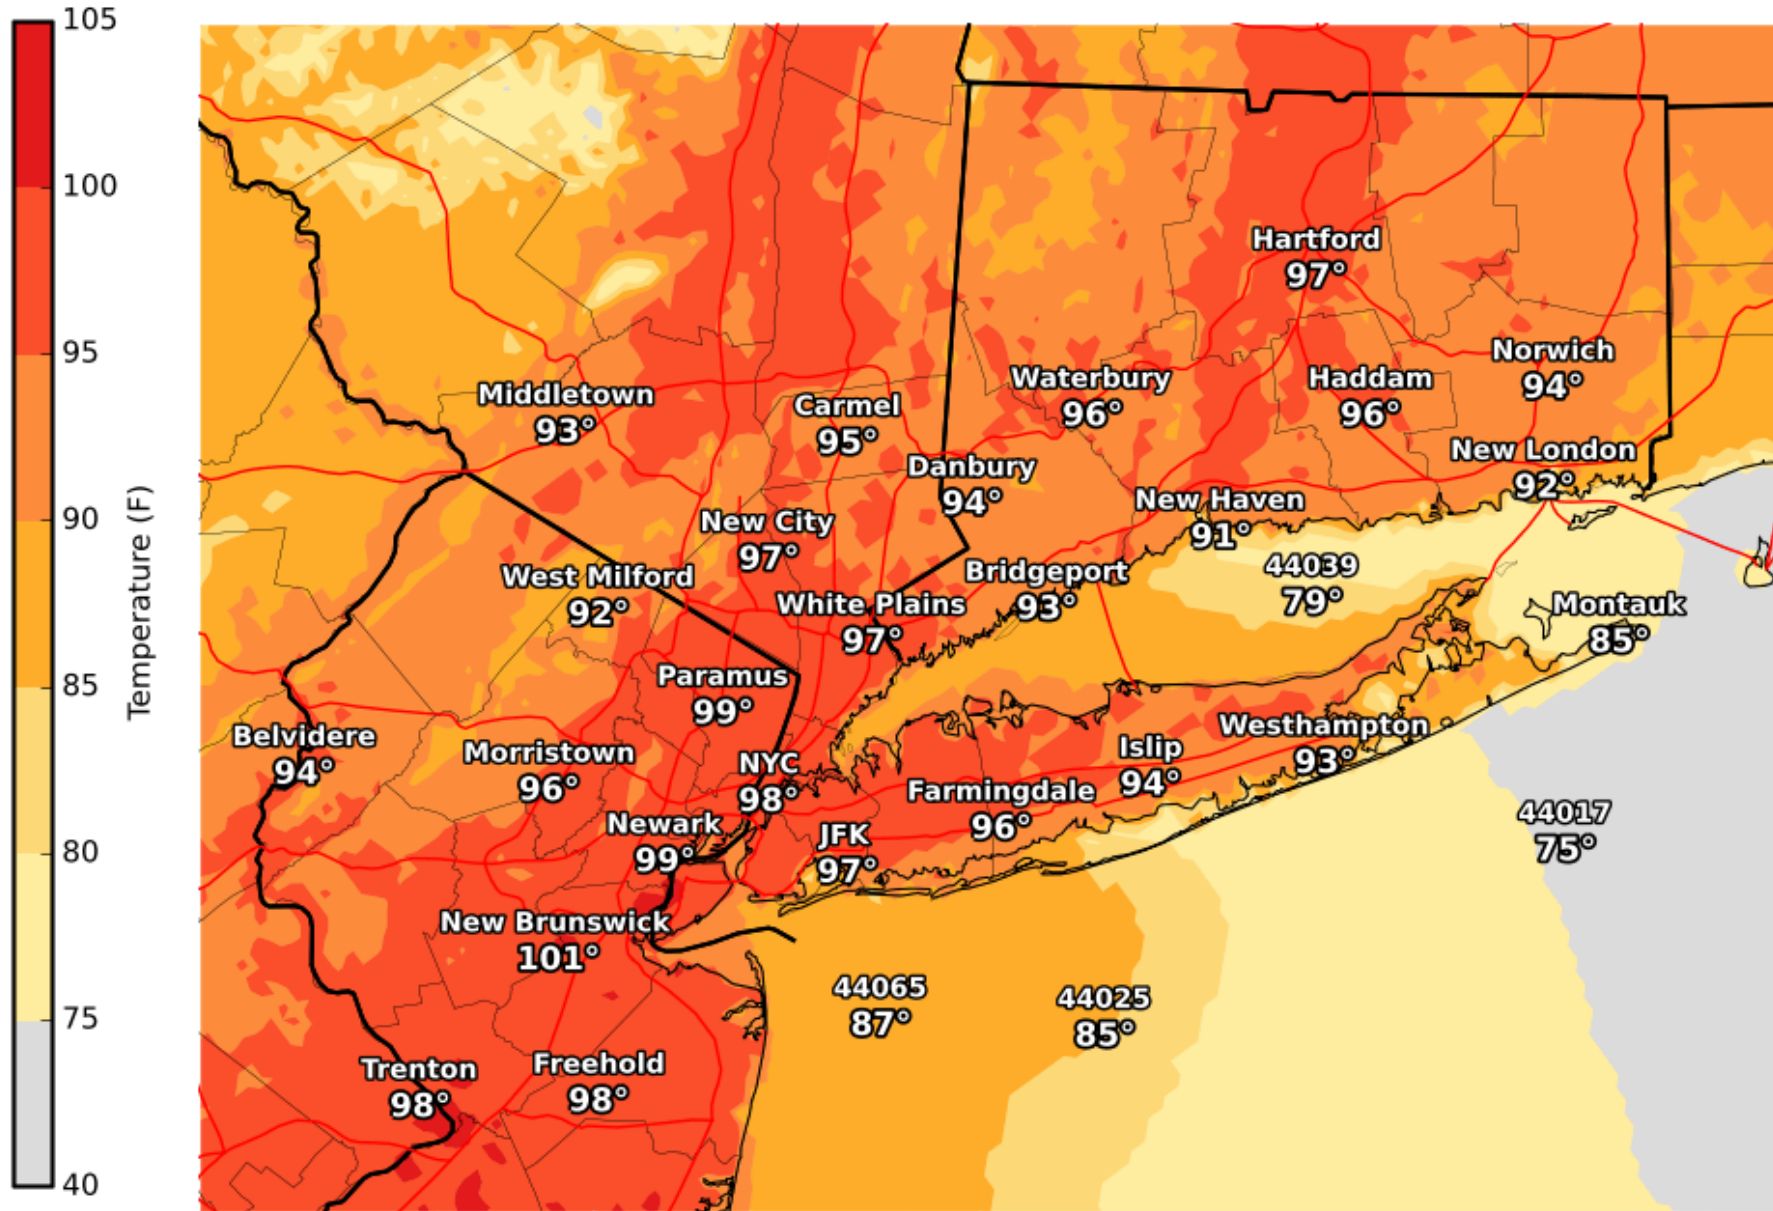 105
100
95
90
85
80
75
40
Temperature (F)
Hartford
97°
Norwich
94°
Waterbury
96°
Haddam
96°
Middletown
93°
Carmel
95°
New London
92°
Danbury
94°
New Haven
91°
New City
97°
44039
79°
West Milford
92°
Bridgeport
93°
White Plains
97°
Montauk
85°
Paramus
99°
Westhampton
93°
Belvidere
94°
Morristown
96°
NYC
98°
Islip
94°
Farmingdale
96°
44017
75°
Newark
99°
JFK
97°
New Brunswick
101°
44065
87°
44025
85°
Trenton
98°
Freehold
98°